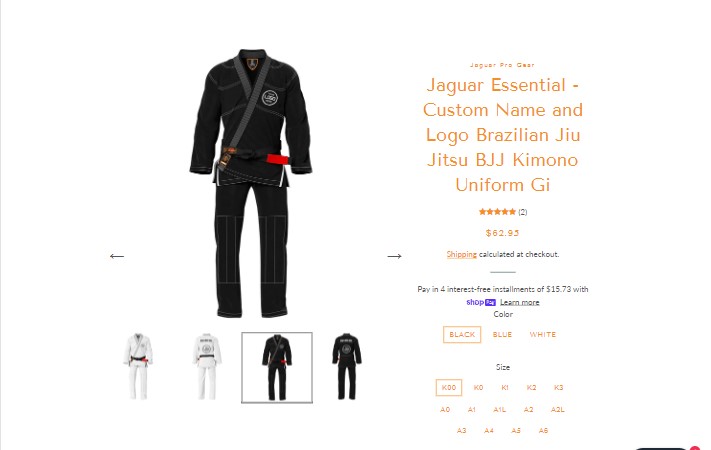 Jaguar Pro Gear
Jaguar Essential -
Custom Name and
Logo Brazilian Jiu
Jitsu BJJ Kimono
Uniform Gi
(2)
$62.95
Shipping calculated at checkout.
Pay in 4 interest-free installments of $15.73 with
shop Pay Learn more
Color
BLACK BLUE WHITE
Size
K00 K0 K1 K2 K3
A0 A1 A1L A2 A2L
A3 A4 A5 A6
LOGO